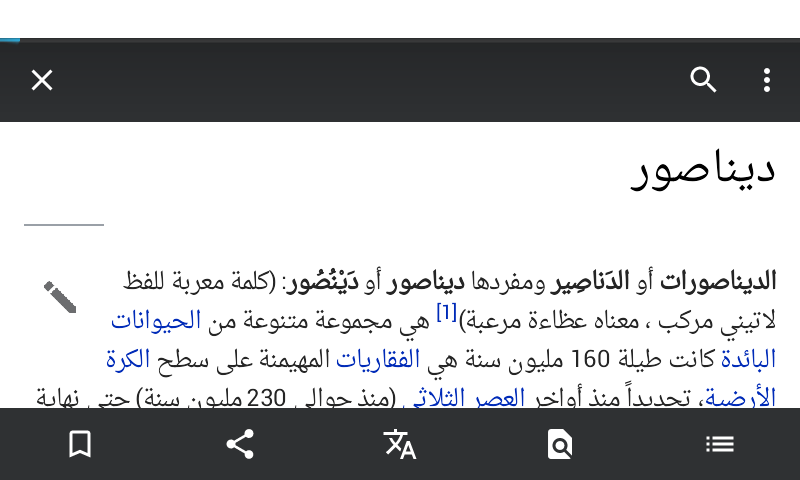 ديناصور
الديناصورات أو الدَناصِير ومفردها ديناصور أو دَيْنُصُور: (كلمة معربة للفظ
لاتيني مركب ، معناه عظاءة مرعبة)[1] هي مجموعة متنوعة من الحيوانات
البائدة كانت طيلة 160 مليون سنة هي الفقاريات المهيمنة على سطح الكرة
الأرضية، تحديداً منذ أواخر العصر الثلاثي (منذ حوالي 230 مليون سنة) حتى نهاية